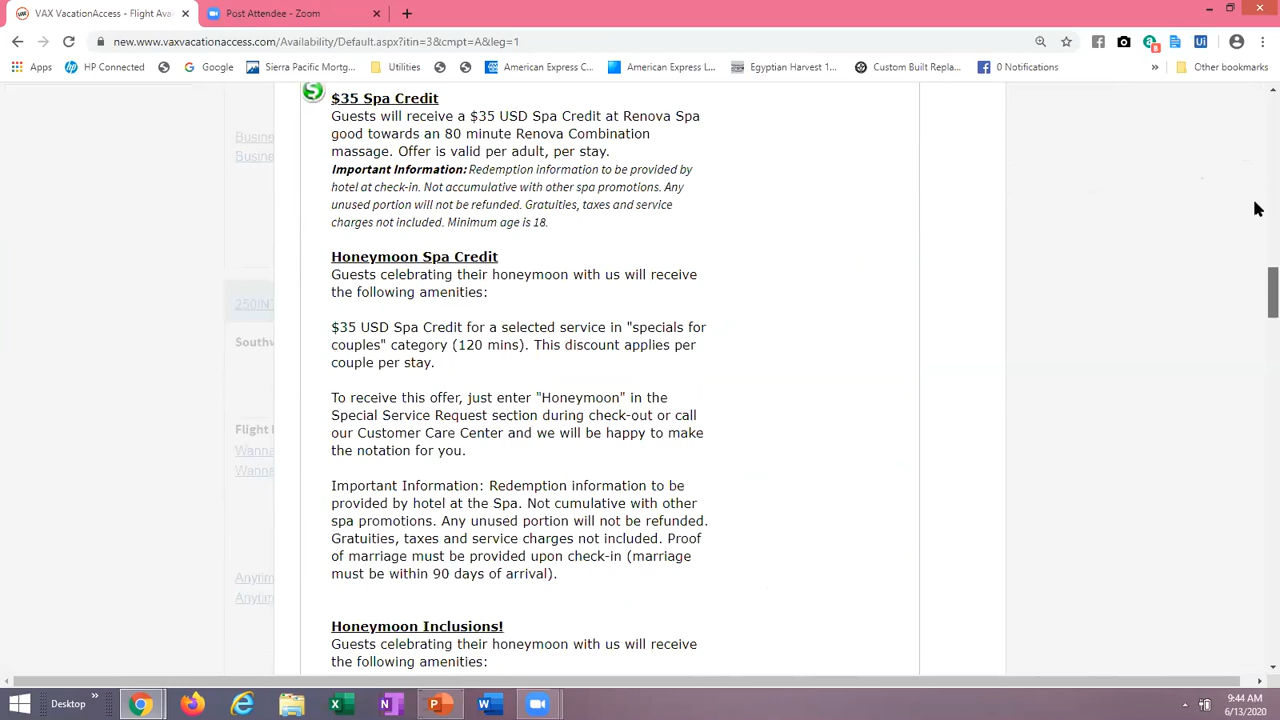 VAX VacationAccess - Flight Ava
Post Attendee - Zoom
new.vaxvacationaccess.com/Availability/Default.aspx?itin=3&cmpt=A&leg=1
Apps
HP Connected
Google
Sierra Pacific Mortg...
Utilities
American Express C...
American Express L...
Egyptian Harvest 1...
Custom Built Repla...
0 Notifications
»
Other bookmarks
$35 Spa Credit
Guests will receive a $35 USD Spa Credit at Renova Spa
good towards an 80 minute Renova Combination
massage. Offer is valid per adult, per stay.
Important Information: Redemption information to be provided by
hotel at check-in. Not accumulative with other spa promotions. Any
unused portion will not be refunded. Gratuities, taxes and service
charges not included. Minimum age is 18.
Honeymoon Spa Credit
Guests celebrating their honeymoon with us will receive
the following amenities:
$35 USD Spa Credit for a selected service in "specials for
couples" category (120 mins). This discount applies per
couple per stay.
To receive this offer, just enter "Honeymoon" in the
Special Service Request section during check-out or call
our Customer Care Center and we will be happy to make
the notation for you.
Important Information: Redemption information to be
provided by hotel at the Spa. Not cumulative with other
spa promotions. Any unused portion will not be refunded.
Gratuities, taxes and service charges not included. Proof
of marriage must be provided upon check-in (marriage
must be within 90 days of arrival).
Honeymoon Inclusions!
Guests celebrating their honeymoon with us will receive
the following amenities:
Busine
Busine
250INT
Southw
Flight
Wanna
Wanna
Anytim
Anytim
Desktop
»
9:44 AM
6/13/2020